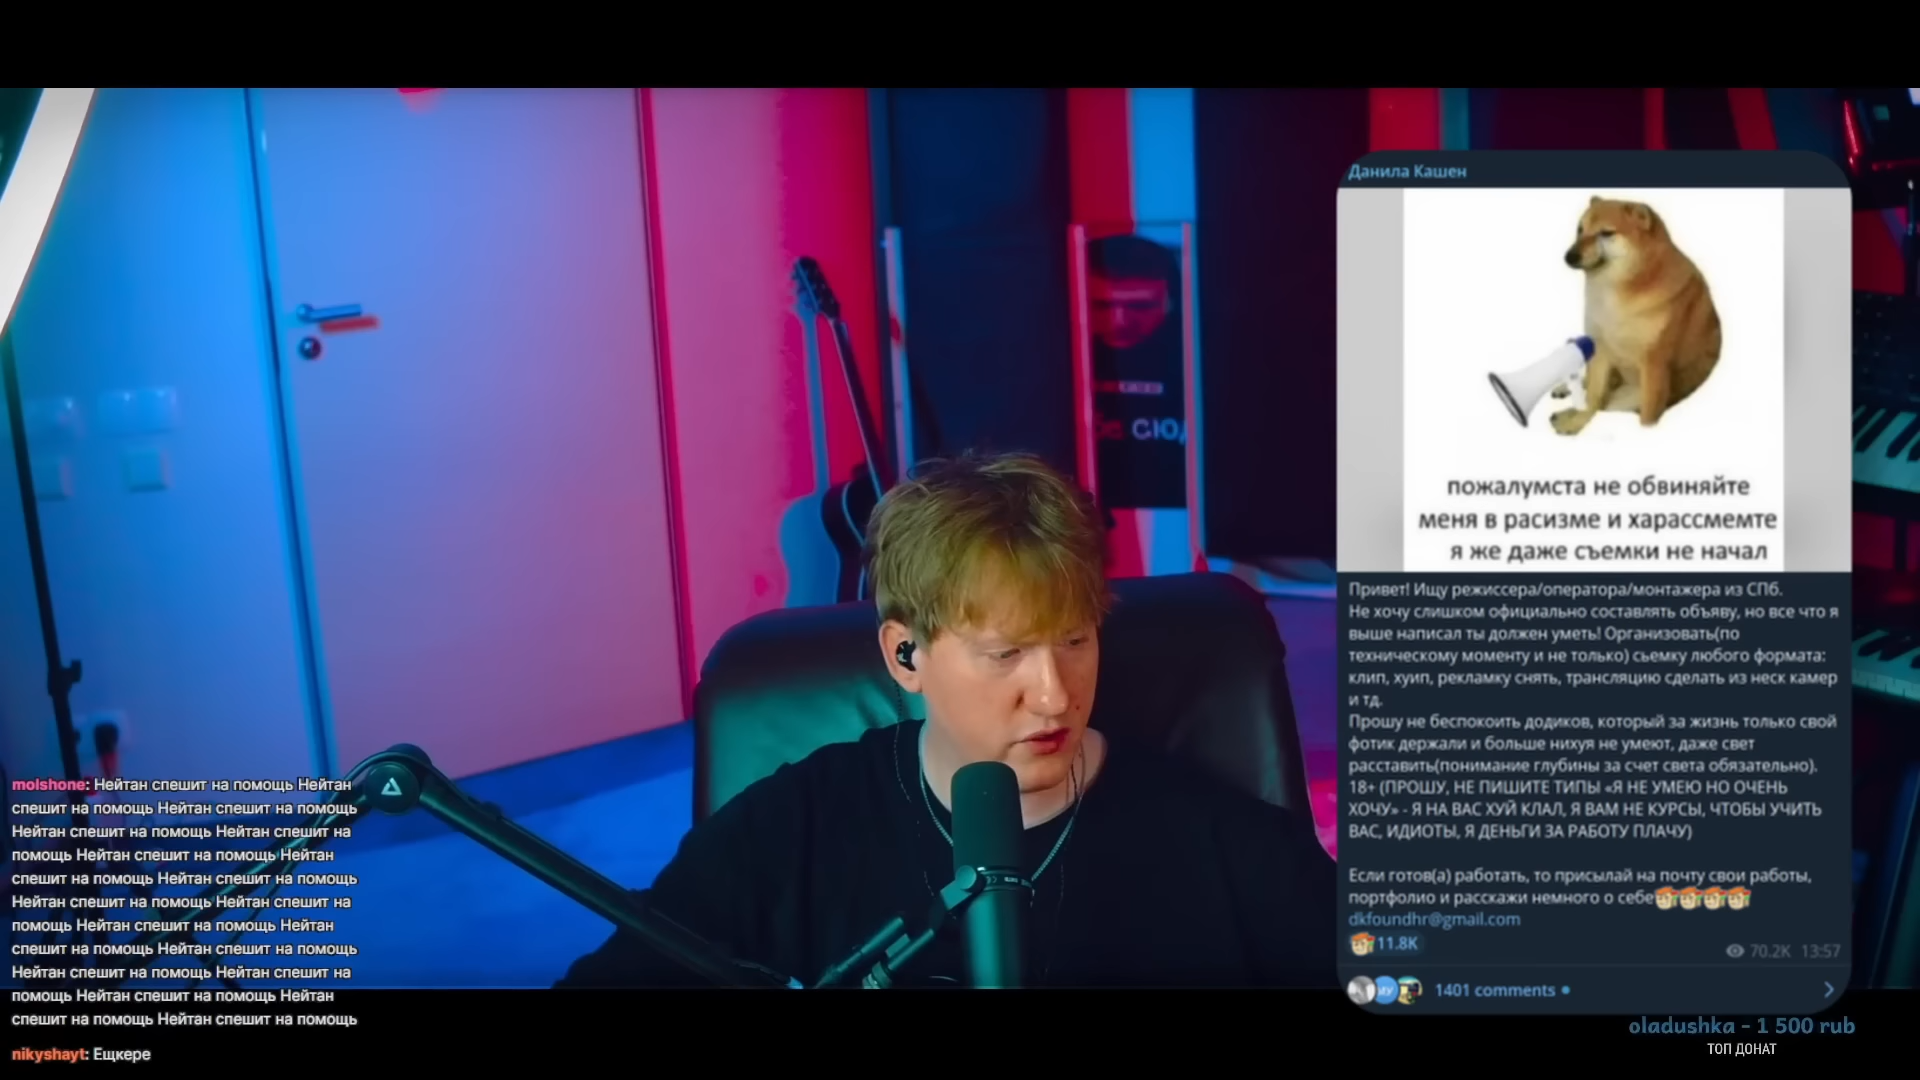 Данила Кашен
пожалумста не обвиняйте
меня в расизме и харассмемте
я же даже съемки не начал
Привет! Ищу режиссера/оператора/монтажера из СПб.
Не хочу слишком официально составлять объяву, но все что я
выше написал ты должен уметь! Организовать(по
техническому моменту и не только) сьемку любого формата:
клип, хуип, рекламку снять, трансляцию сделать из неск камер
и тд.
Прошу не беспокоить додиков, который за жизнь только свой
фотик держали и больше нихуя не умеют, даже свет
расставить(понимание глубины за счет света обязательно).
18+ (ПРОШУ, НЕ ПИШИТЕ ТИПЫ «Я НЕ УМЕЮ НО ОЧЕНЬ
ХОЧУ» - Я НА ВАС ХУЙ КЛАЛ, Я ВАМ НЕ КУРСЫ, ЧТОБЫ УЧИТЬ
ВАС, ИДИОТЫ, Я ДЕНЬГИ ЗА РАБОТУ ПЛАЧУ)
Если готов(а) работать, то присылай на почту свои работы,
портфолио и расскажи немного о себе
dkfoundhr@gmail.com
11.8K
70.2K 13:57
1401 comments
oladushka - 1 500 rub
ТОП ДОНАТ
molshone: Нейтан спешит на помощь Нейтан
спешит на помощь Нейтан спешит на помощь
Нейтан спешит на помощь Нейтан спешит на
помощь Нейтан спешит на помощь Нейтан
спешит на помощь Нейтан спешит на помощь
Нейтан спешит на помощь Нейтан спешит на
помощь Нейтан спешит на помощь Нейтан
спешит на помощь Нейтан спешит на помощь
Нейтан спешит на помощь Нейтан спешит на
помощь Нейтан спешит на помощь Нейтан
спешит на помощь Нейтан спешит на помощь
nikyshayt: Ещкере